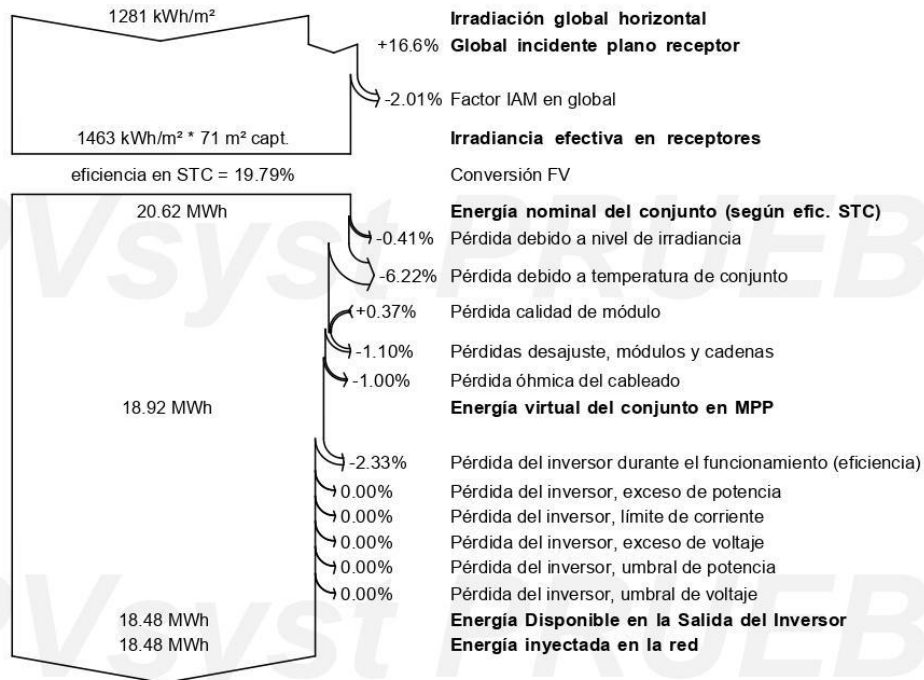 1281 kWh/m² Irradiación global horizontal
+16.6% Global incidente plano receptor
-2.01% Factor IAM en global
1463 kWh/m² * 71 m² capt. Irradiancia efectiva en receptores
eficiencia en STC = 19.79% Conversión FV
20.62 MWh Energía nominal del conjunto (según efic. STC)
-0.41% Pérdida debido a nivel de irradiancia
-6.22% Pérdida debido a temperatura de conjunto
+0.37% Pérdida calidad de módulo
-1.10% Pérdidas desajuste, módulos y cadenas
-1.00% Pérdida óhmica del cableado
18.92 MWh Energía virtual del conjunto en MPP
-2.33% Pérdida del inversor durante el funcionamiento (eficiencia)
0.00% Pérdida del inversor, exceso de potencia
0.00% Pérdida del inversor, límite de corriente
0.00% Pérdida del inversor, exceso de voltaje
0.00% Pérdida del inversor, umbral de potencia
0.00% Pérdida del inversor, umbral de voltaje
18.48 MWh Energía Disponible en la Salida del Inversor
18.48 MWh Energía inyectada en la red
PVsyst PRUEB
PVsyst PRUEB